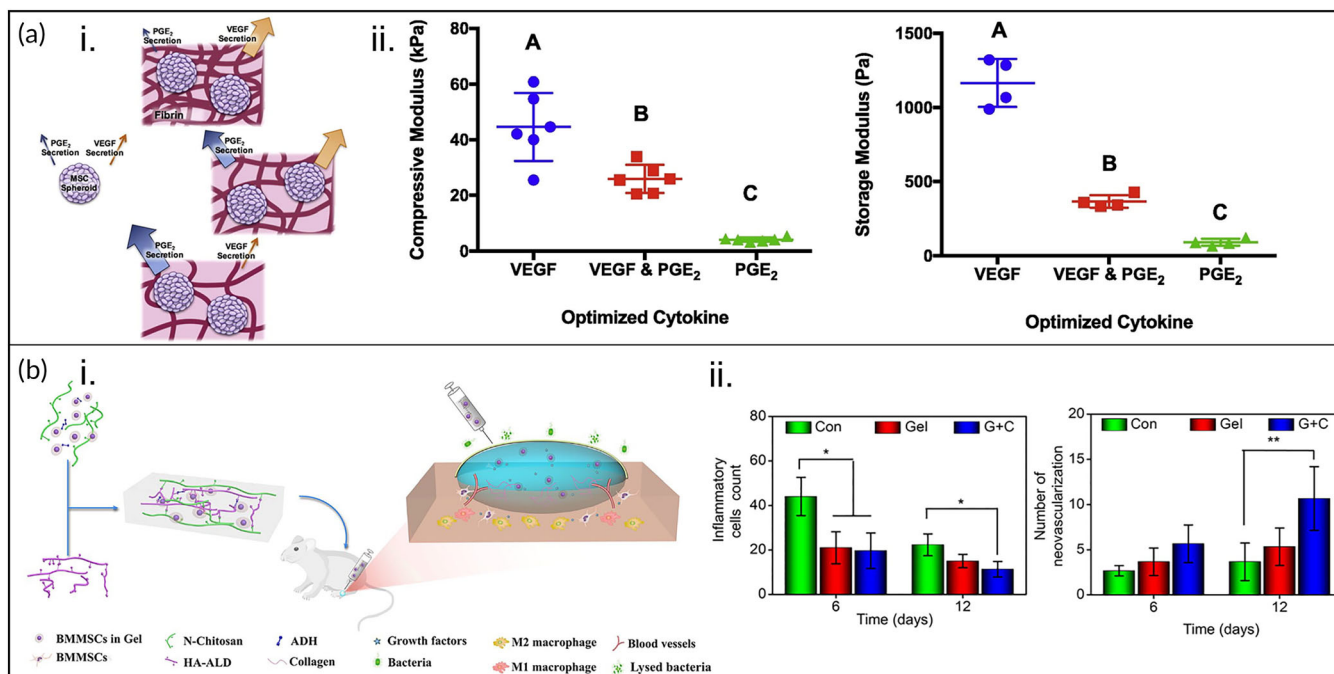 (a)
i.
PGE₂
Secretion
VEGF
Secretion
Fibrin
PGE₂
Secretion
VEGF
Secretion
MSC
Spheroid
PGE₂
Secretion
VEGF
Secretion
PGE₂
Secretion
VEGF
Secretion
ii.
Compressive Modulus (kPa)
80
60
40
20
0
A
B
C
VEGF
VEGF & PGE₂
PGE₂
Optimized Cytokine
Storage Modulus (Pa)
1500
1000
500
0
A
B
C
VEGF
VEGF & PGE₂
PGE₂
Optimized Cytokine
(b)
i.
BMMSCs in Gel
N-Chitosan
ADH
Growth factors
M2 macrophage
Blood vessels
BMMSCs
HA-ALD
Collagen
Bacteria
M1 macrophage
Lysed bacteria
ii.
Inflammatory
cells count
80
60
40
20
0
Con
Gel
G+C
*
*
6
12
Time (days)
Number of
neovascularization
20
15
10
5
0
Con
Gel
G+C
**
6
12
Time (days)